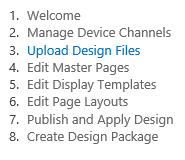 1. Welcome
2. Manage Device Channels
3. Upload Design Files
4. Edit Master Pages
5. Edit Display Templates
6. Edit Page Layouts
7. Publish and Apply Design
8. Create Design Package